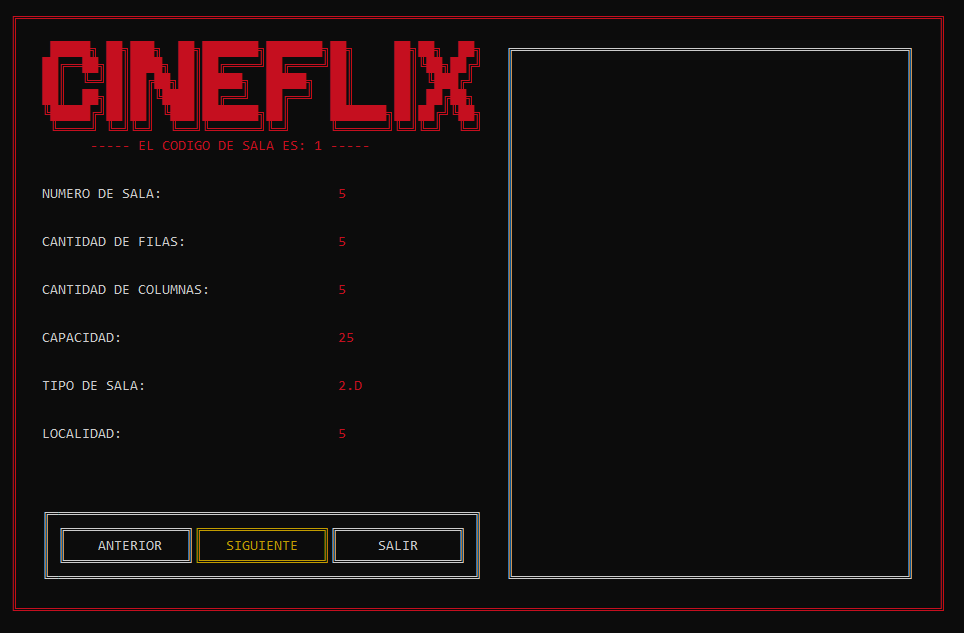 CINEFLIX
----- EL CODIGO DE SALA ES: 1 -----
NUMERO DE SALA: 5
CANTIDAD DE FILAS: 5
CANTIDAD DE COLUMNAS: 5
CAPACIDAD: 25
TIPO DE SALA: 2.D
LOCALIDAD: 5
ANTERIOR SIGUIENTE SALIR